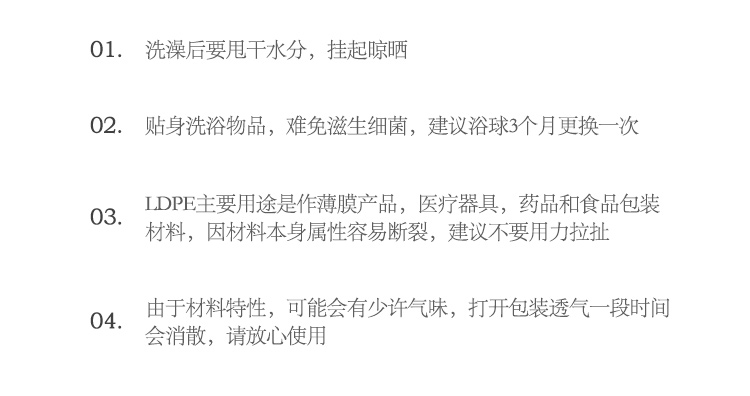 01. 洗澡后要甩干水分，挂起晾晒
02. 贴身洗浴物品，难免滋生细菌，建议浴球3个月更换一次
03. LDPE主要用途是作薄膜产品，医疗器具，药品和食品包装
材料，因材料本身属性容易断裂，建议不要用力拉扯
04. 由于材料特性，可能会有少许气味，打开包装透气一段时间
会消散，请放心使用